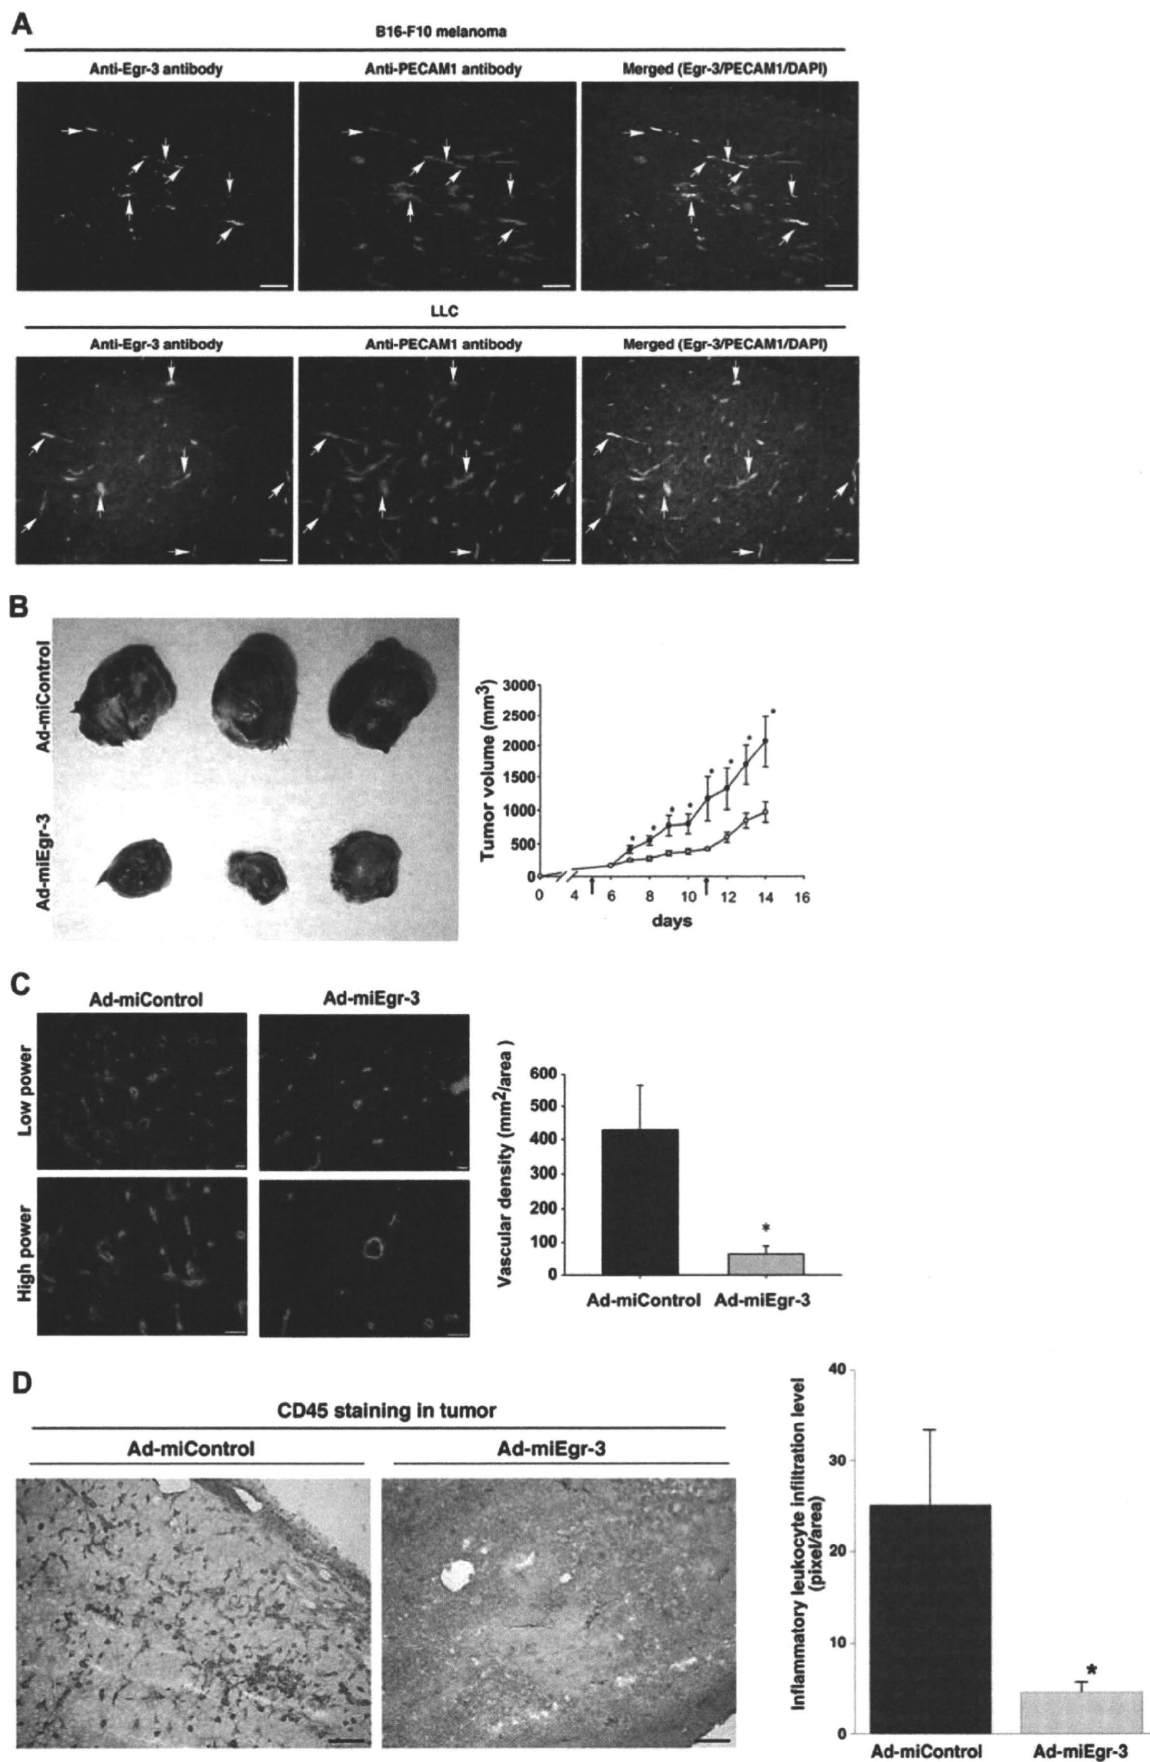 A
B16-F10 melanoma
Anti-Egr-3 antibody Anti-PECAM1 antibody Merged (Egr-3/PECAM1/DAPI)
LLC
Anti-Egr-3 antibody Anti-PECAM1 antibody Merged (Egr-3/PECAM1/DAPI)
B
Ad-miControl
Ad-miEgr-3
Tumor volume (mm3)
3000
2500
2000
1500
1000
500
0
* * * * * * * *
0 4 6 8 10 12 14 16
days
C
Ad-miControl Ad-miEgr-3
Low power
High power
Vascular density (mm2/area )
600
500
400
300
200
100
0
*
Ad-miControl Ad-miEgr-3
D
CD45 staining in tumor
Ad-miControl Ad-miEgr-3
Inflammatory leukocyte infiltration level
(pixel/area)
40
30
20
10
0
*
Ad-miControl Ad-miEgr-3